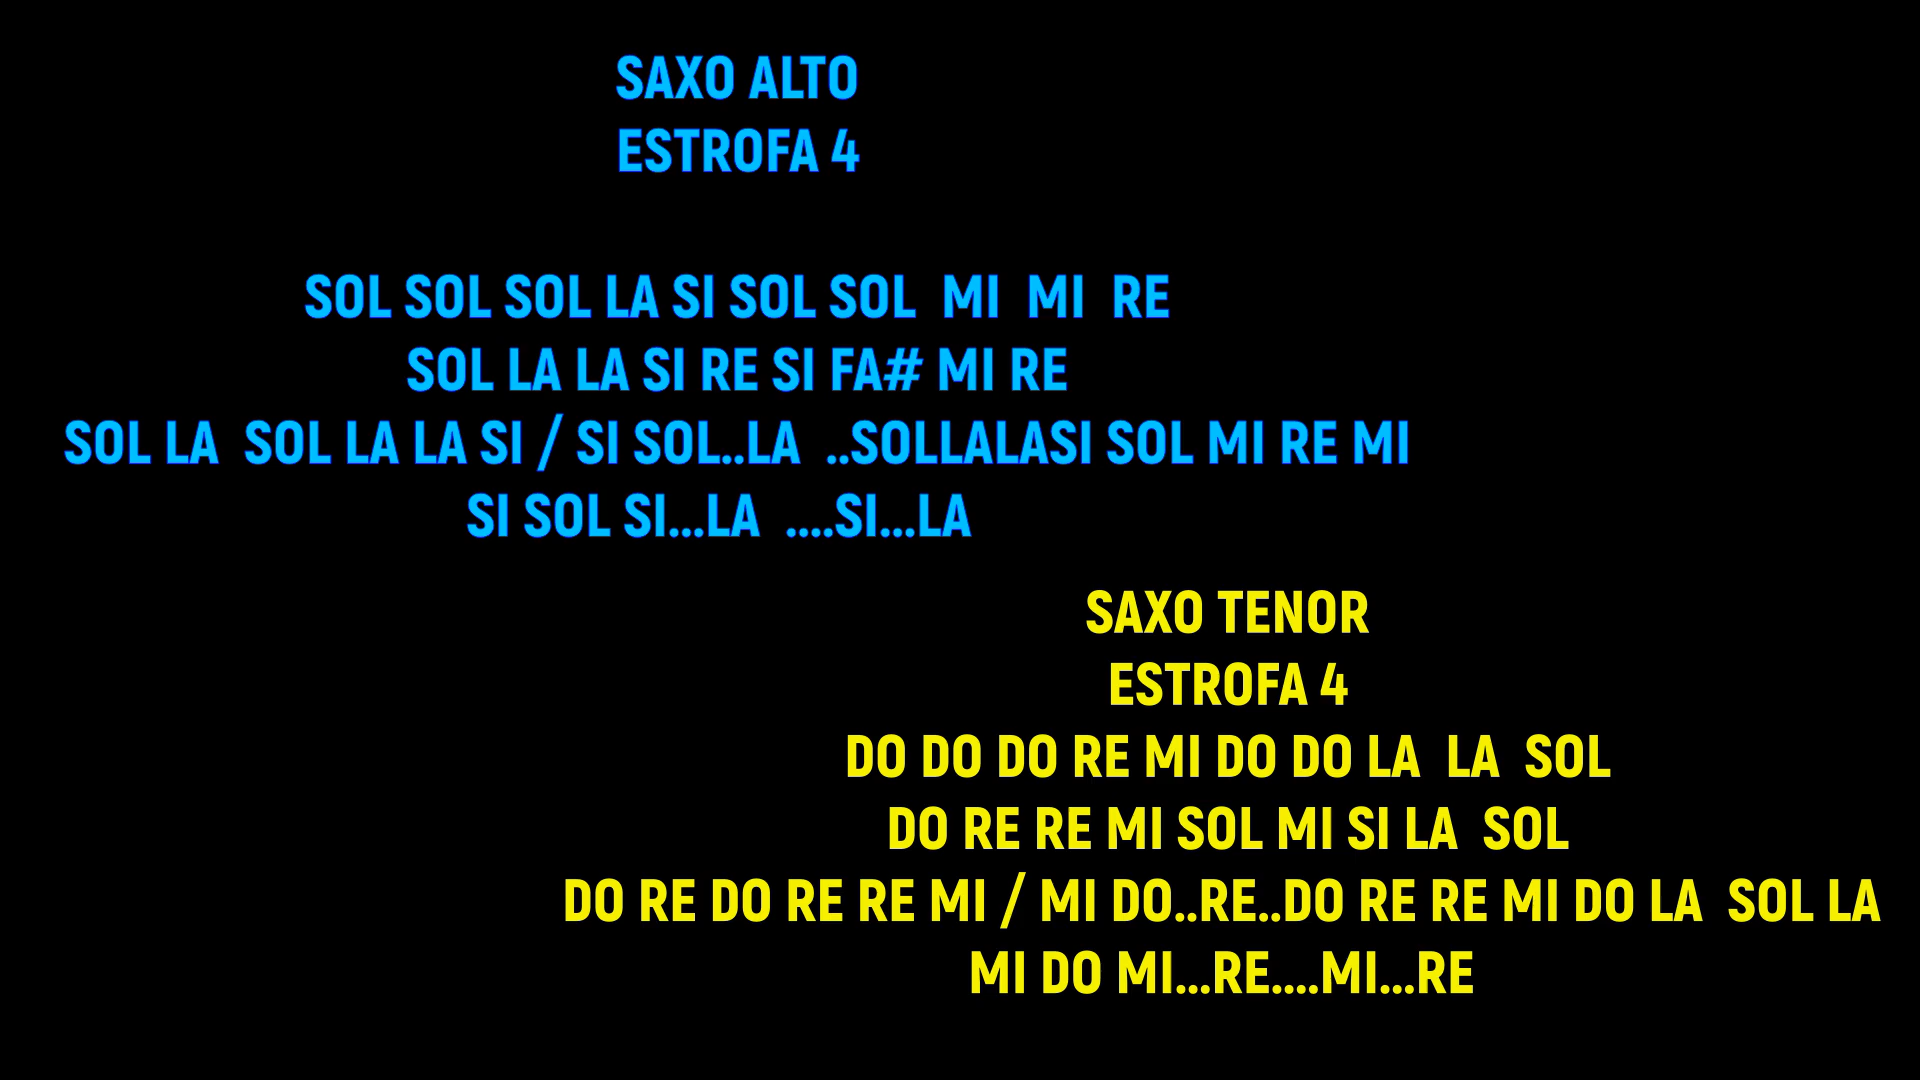 SAXO ALTO
ESTROFA 4
SOL SOL SOL LA SI SOL SOL  MI  MI  RE
SOL LA LA SI RE SI FA# MI RE
SOL LA  SOL LA LA SI / SI SOL..LA  ..SOLLALASI SOL MI RE MI
SI SOL SI...LA  ....SI...LA
SAXO TENOR
ESTROFA 4
DO DO DO RE MI DO DO LA  LA  SOL
DO RE RE MI SOL MI SI LA  SOL
DO RE DO RE RE MI / MI DO..RE..DO RE RE MI DO LA  SOL LA
MI DO MI...RE....MI...RE